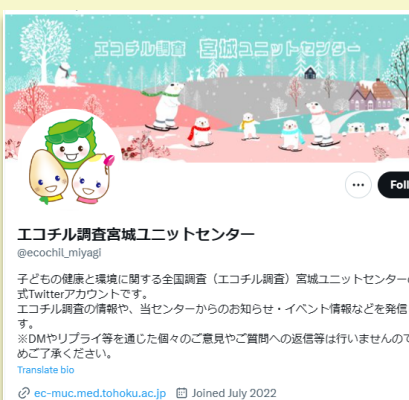 エコチル調査 宮城ユニットセンター
Foll
エコチル調査宮城ユニットセンター
@ecochil_miyagi
子どもの健康と環境に関する全国調査（エコチル調査）宮城ユニットセンターの
式Twitterアカウントです。
エコチル調査の情報や、当センターからのお知らせ・イベント情報などを発信
す。
※DMやリプライ等を通じた個々のご意見やご質問への返信等は行いませんので
めご了承ください。
Translate bio
ec-muc.med.tohoku.ac.jp Joined July 2022